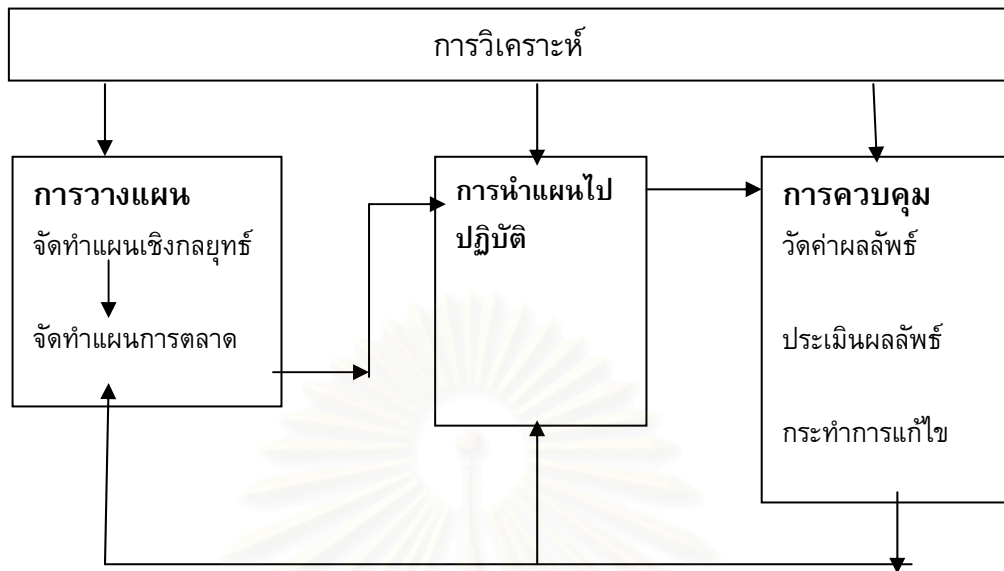 การวิเคราะห์
การวางแผน
จัดทำแผนเชิงกลยุทธ์
จัดทำแผนการตลาด
การนำแผนไป
ปฏิบัติ
การควบคุม
วัดค่าผลลัพธ์
ประเมินผลลัพธ์
กระทำการแก้ไข